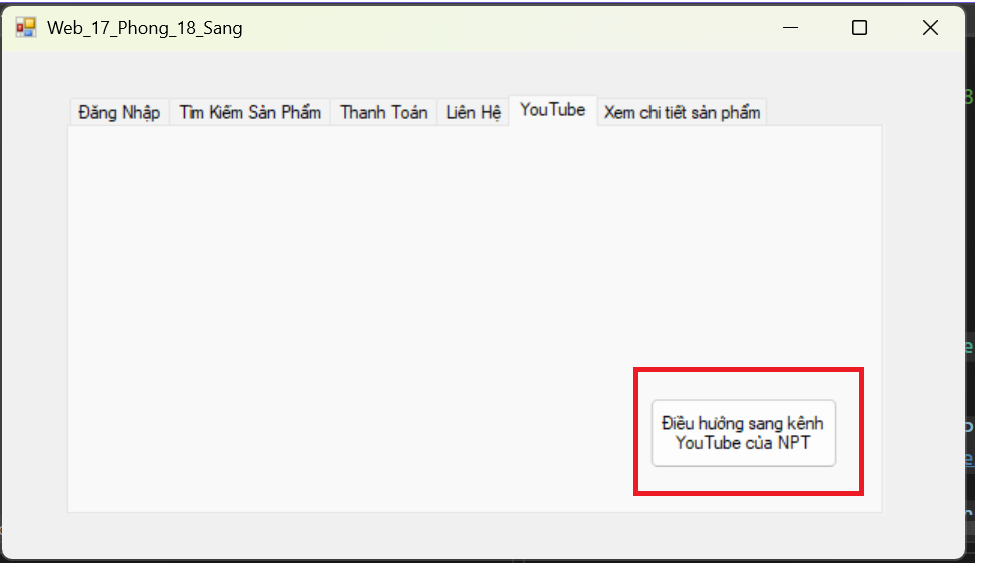 Web_17_Phong_18_Sang
Đăng Nhập Tìm Kiếm Sản Phẩm Thanh Toán Liên Hệ YouTube Xem chi tiết sản phẩm
Điều hướng sang kênh
YouTube của NPT